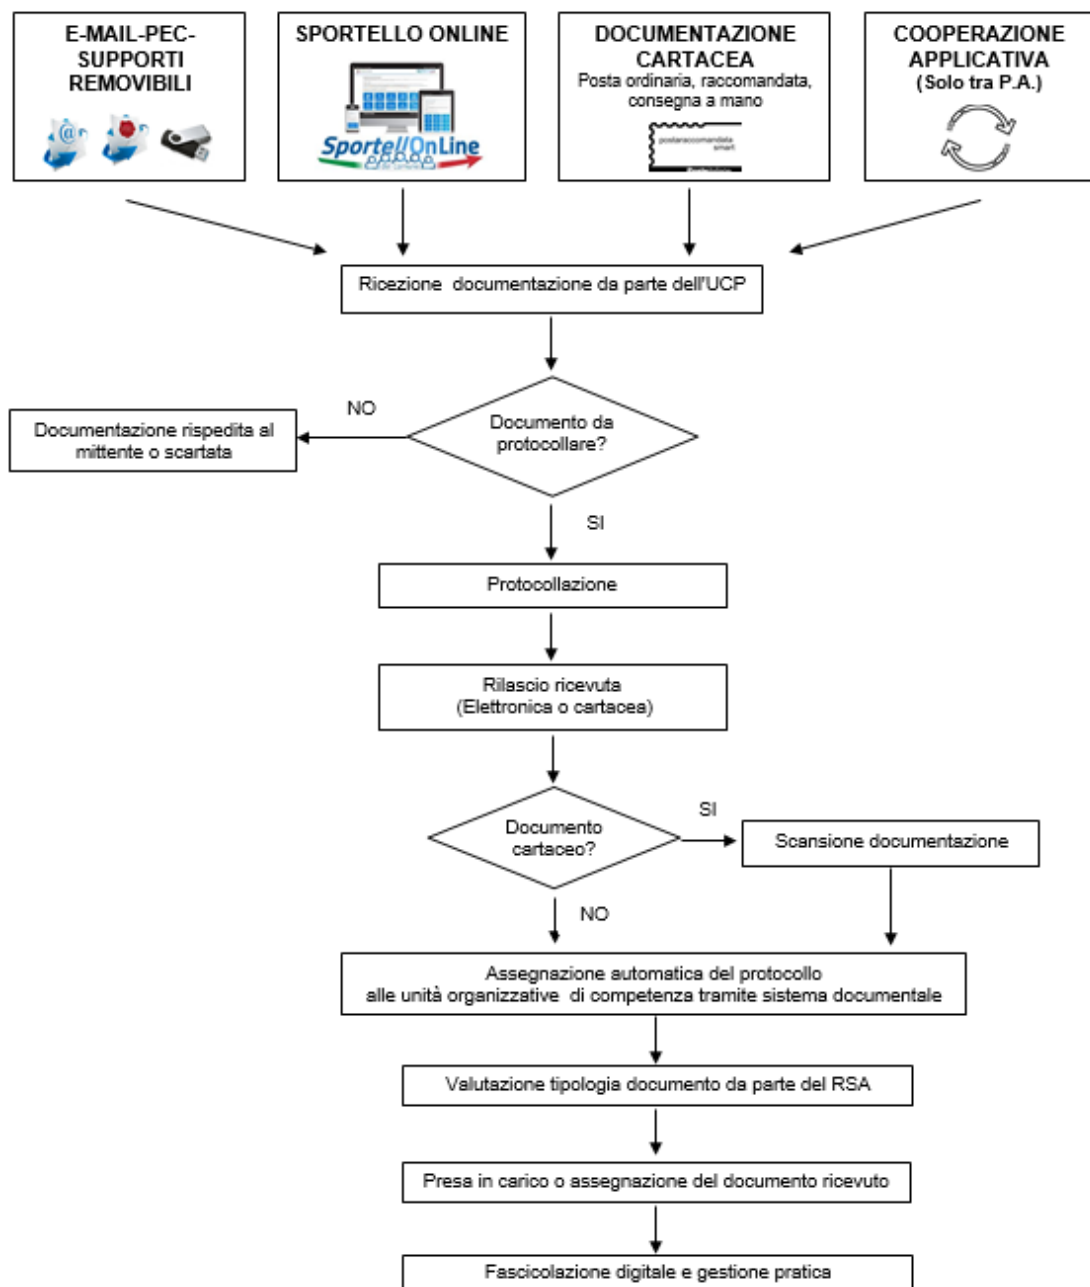 E-MAIL-PEC-
SUPPORTI
REMOVIBILI
SPORTELLO ONLINE
SportellOnLine
DOCUMENTAZIONE
CARTACEA
Posta ordinaria, raccomandata,
consegna a mano
postaraccomandata
smart
COOPERAZIONE
APPLICATIVA
(Solo tra P.A.)
Ricezione documentazione da parte dell'UCP
Documento da
protocollare?
NO
Documentazione rispedita al
mittente o scartata
SI
Protocollazione
Rilascio ricevuta
(Elettronica o cartacea)
Documento
cartaceo?
SI
Scansione documentazione
NO
Assegnazione automatica del protocollo
alle unità organizzative di competenza tramite sistema documentale
Valutazione tipologia documento da parte del RSA
Presa in carico o assegnazione del documento ricevuto
Fascicolazione digitale e gestione pratica